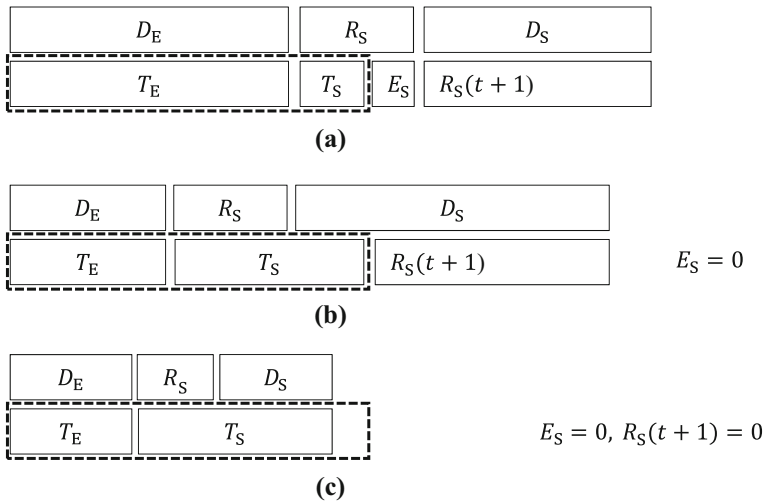 D_E R_S D_S
T_E T_S E_S R_S(t + 1)
(a)
D_E R_S D_S
T_E T_S R_S(t + 1) E_S = 0
(b)
D_E R_S D_S
T_E T_S E_S = 0, R_S(t + 1) = 0
(c)